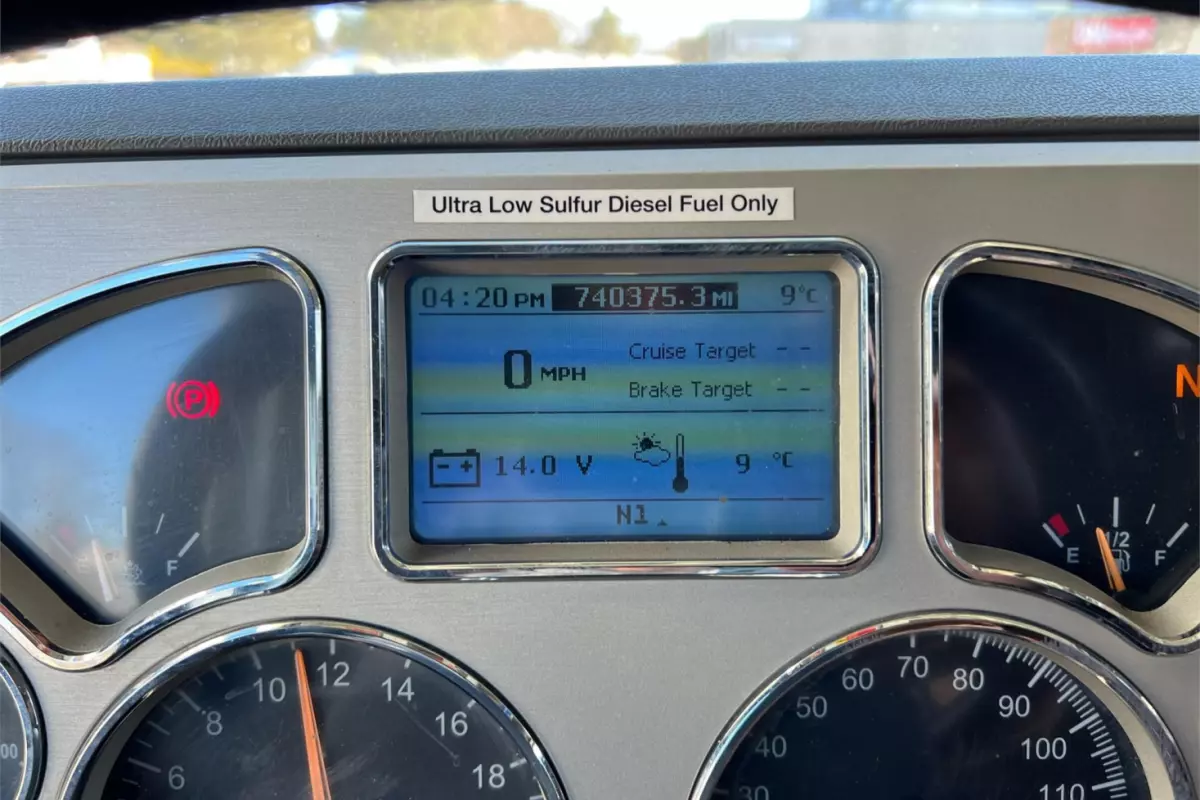 Ultra Low Sulfur Diesel Fuel Only
04:20 PM 740375.3 MI 9°C
0 MPH
Cruise Target --
Brake Target --
14.0 V 9 °C
N1
P
F
N
E 1/2 F
6 8 10 12 14 16 18
30 40 50 60 70 80 90 100 110